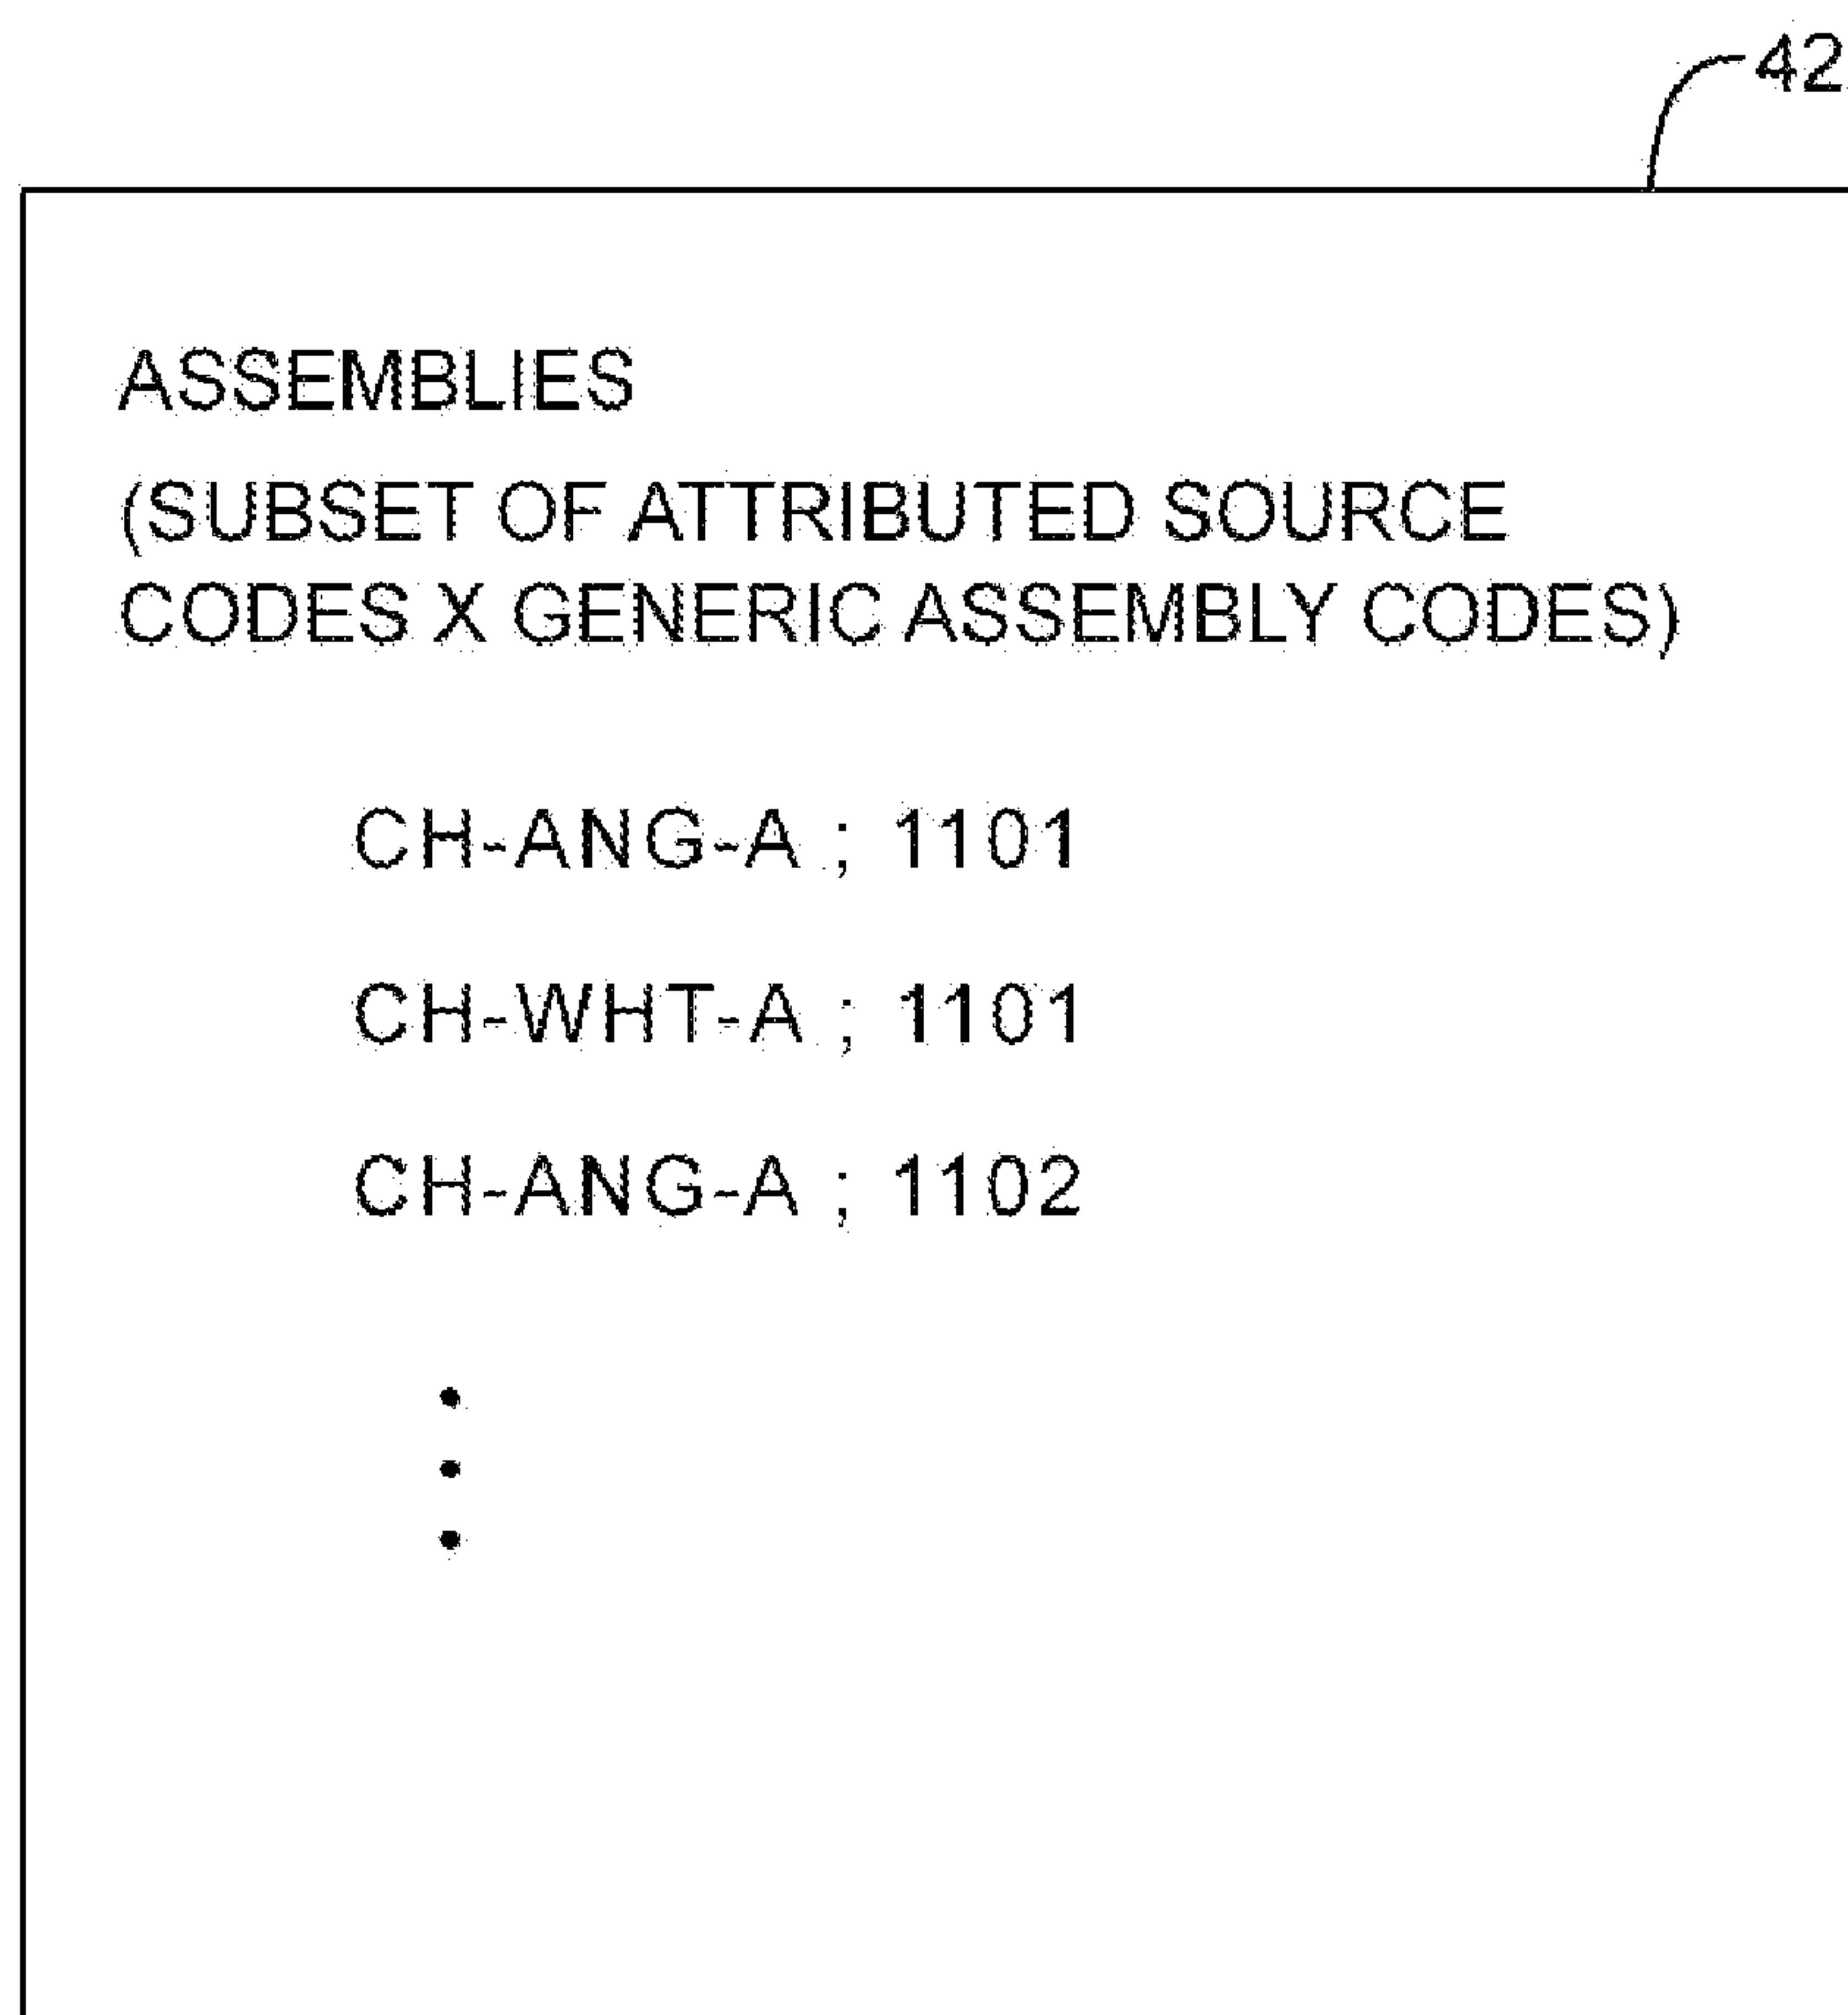 42
ASSEMBLIES
(SUBSET OF ATTRIBUTED SOURCE
CODES X GENERIC ASSEMBLY CODES)
CH-ANG-A ; 1101
CH-WHT-A ; 1101
CH-ANG-A ; 1102